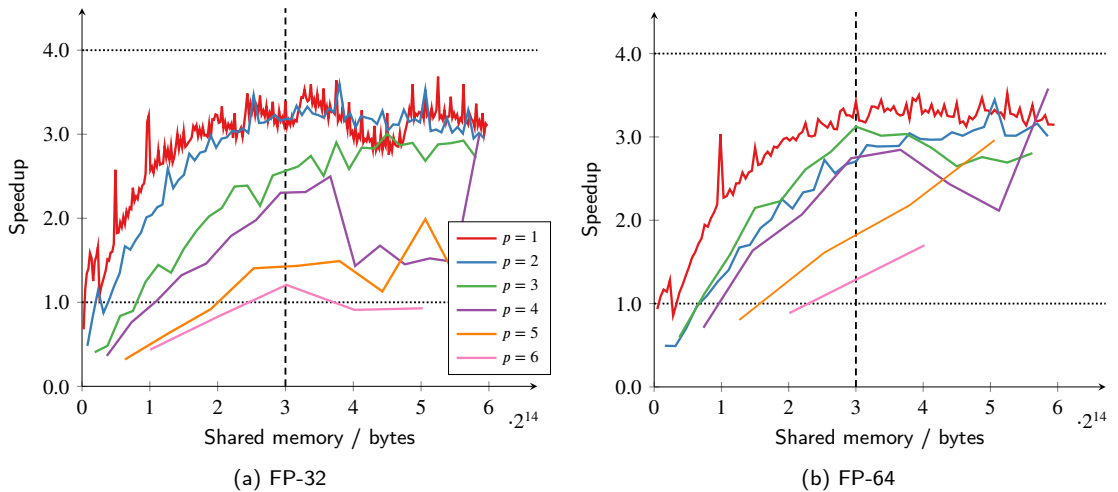 4.0
3.0
2.0
1.0
0.0
Speedup
0 1 2 3 4 5 6
·2^14
Shared memory / bytes
p = 1
p = 2
p = 3
p = 4
p = 5
p = 6
(a) FP-32
4.0
3.0
2.0
1.0
0.0
Speedup
0 1 2 3 4 5 6
·2^14
Shared memory / bytes
(b) FP-64